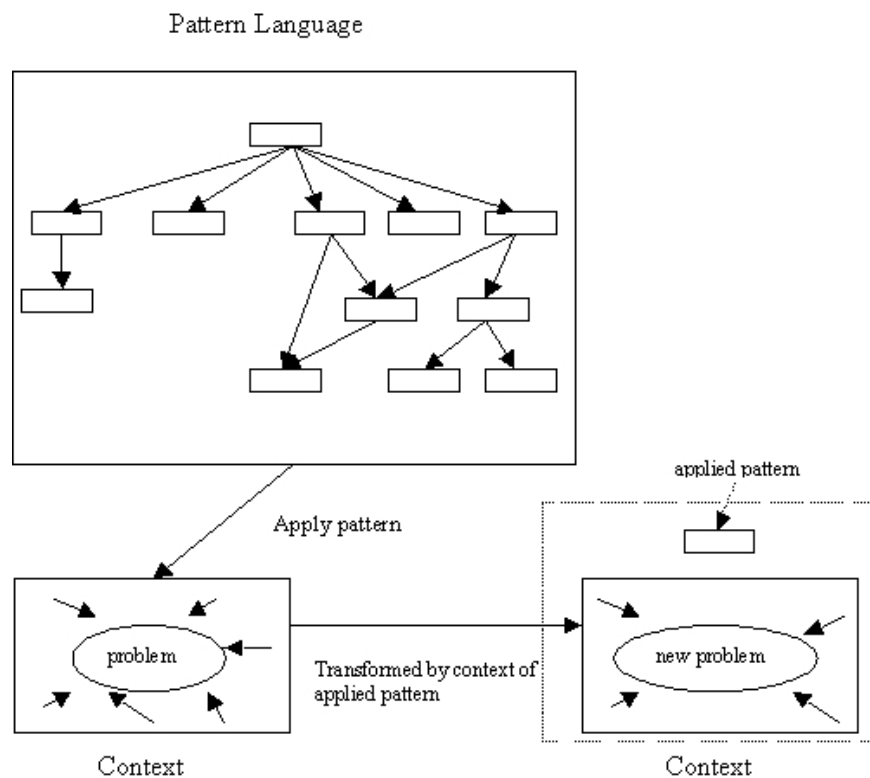 Pattern Language
applied pattern
Apply pattern
problem
new problem
Transformed by context of
applied pattern
Context
Context